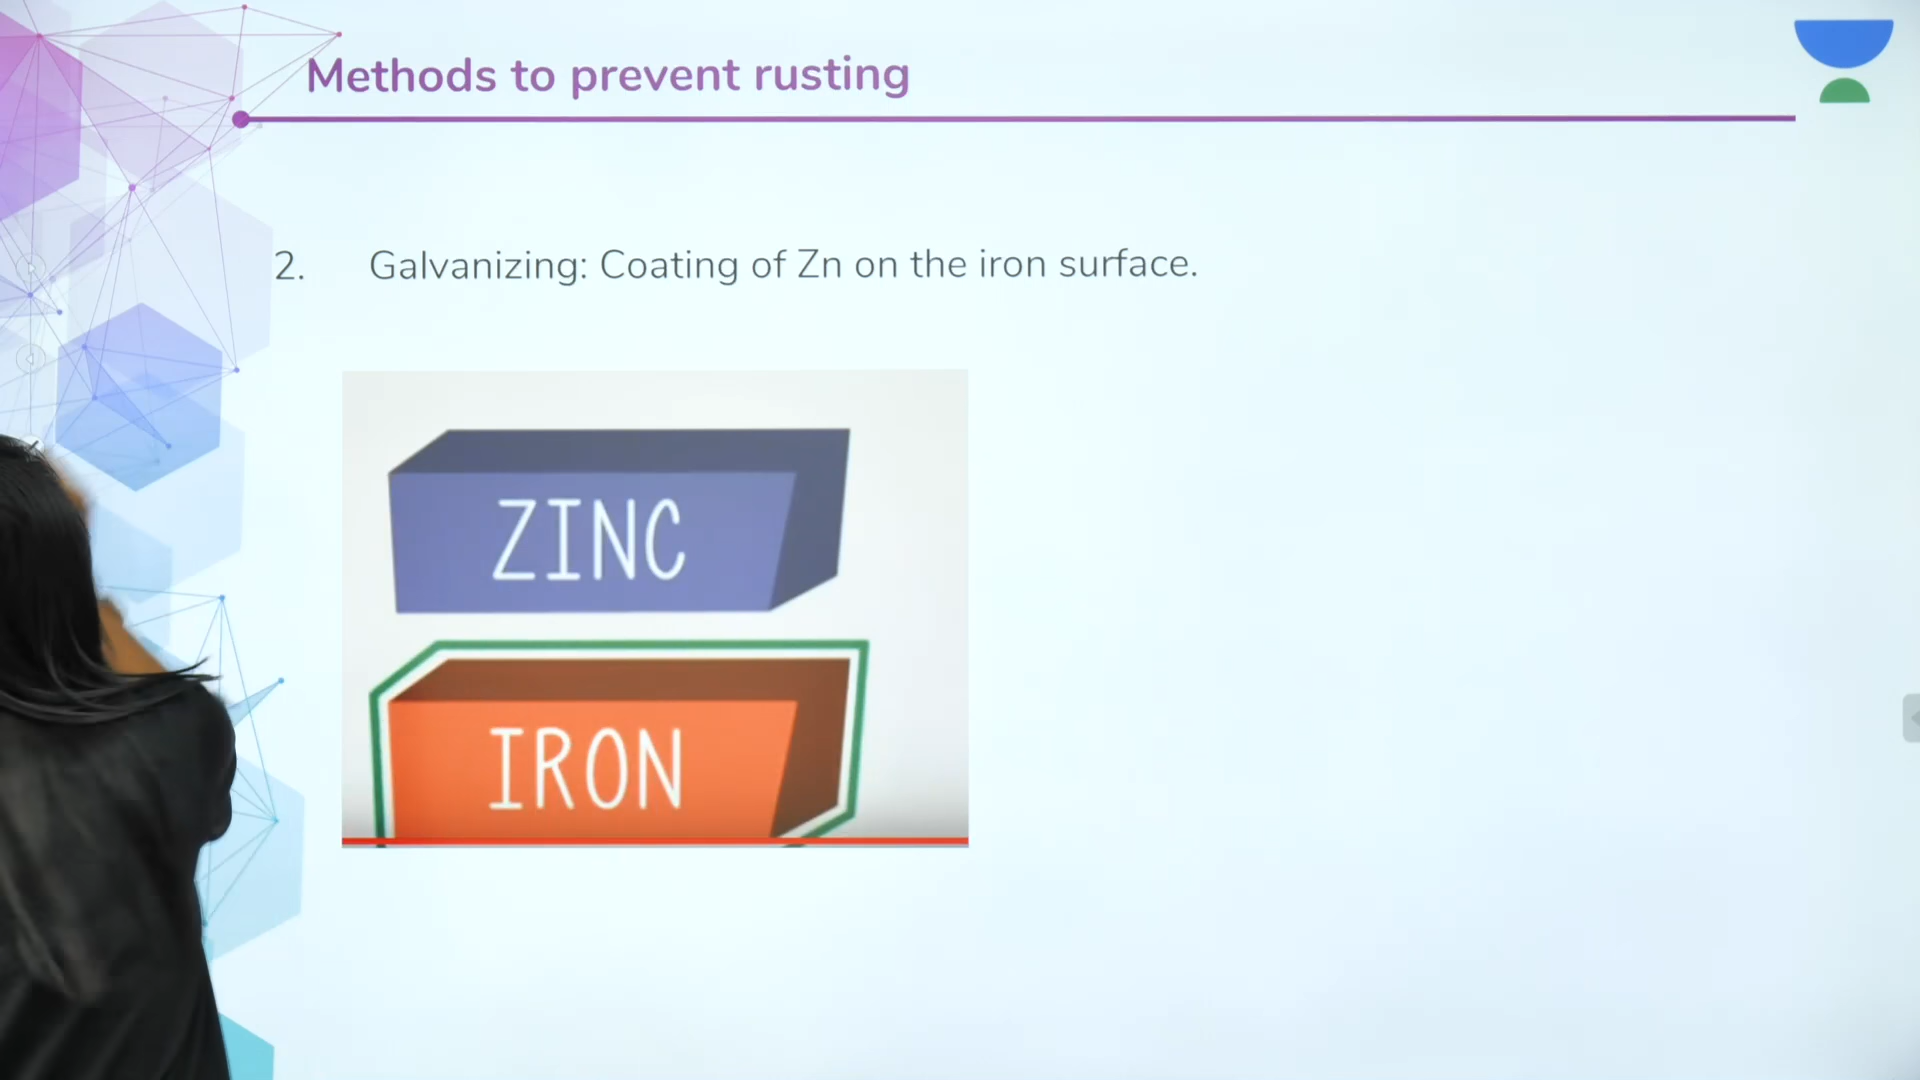 Methods to prevent rusting
2. Galvanizing: Coating of Zn on the iron surface.
ZINC
IRON